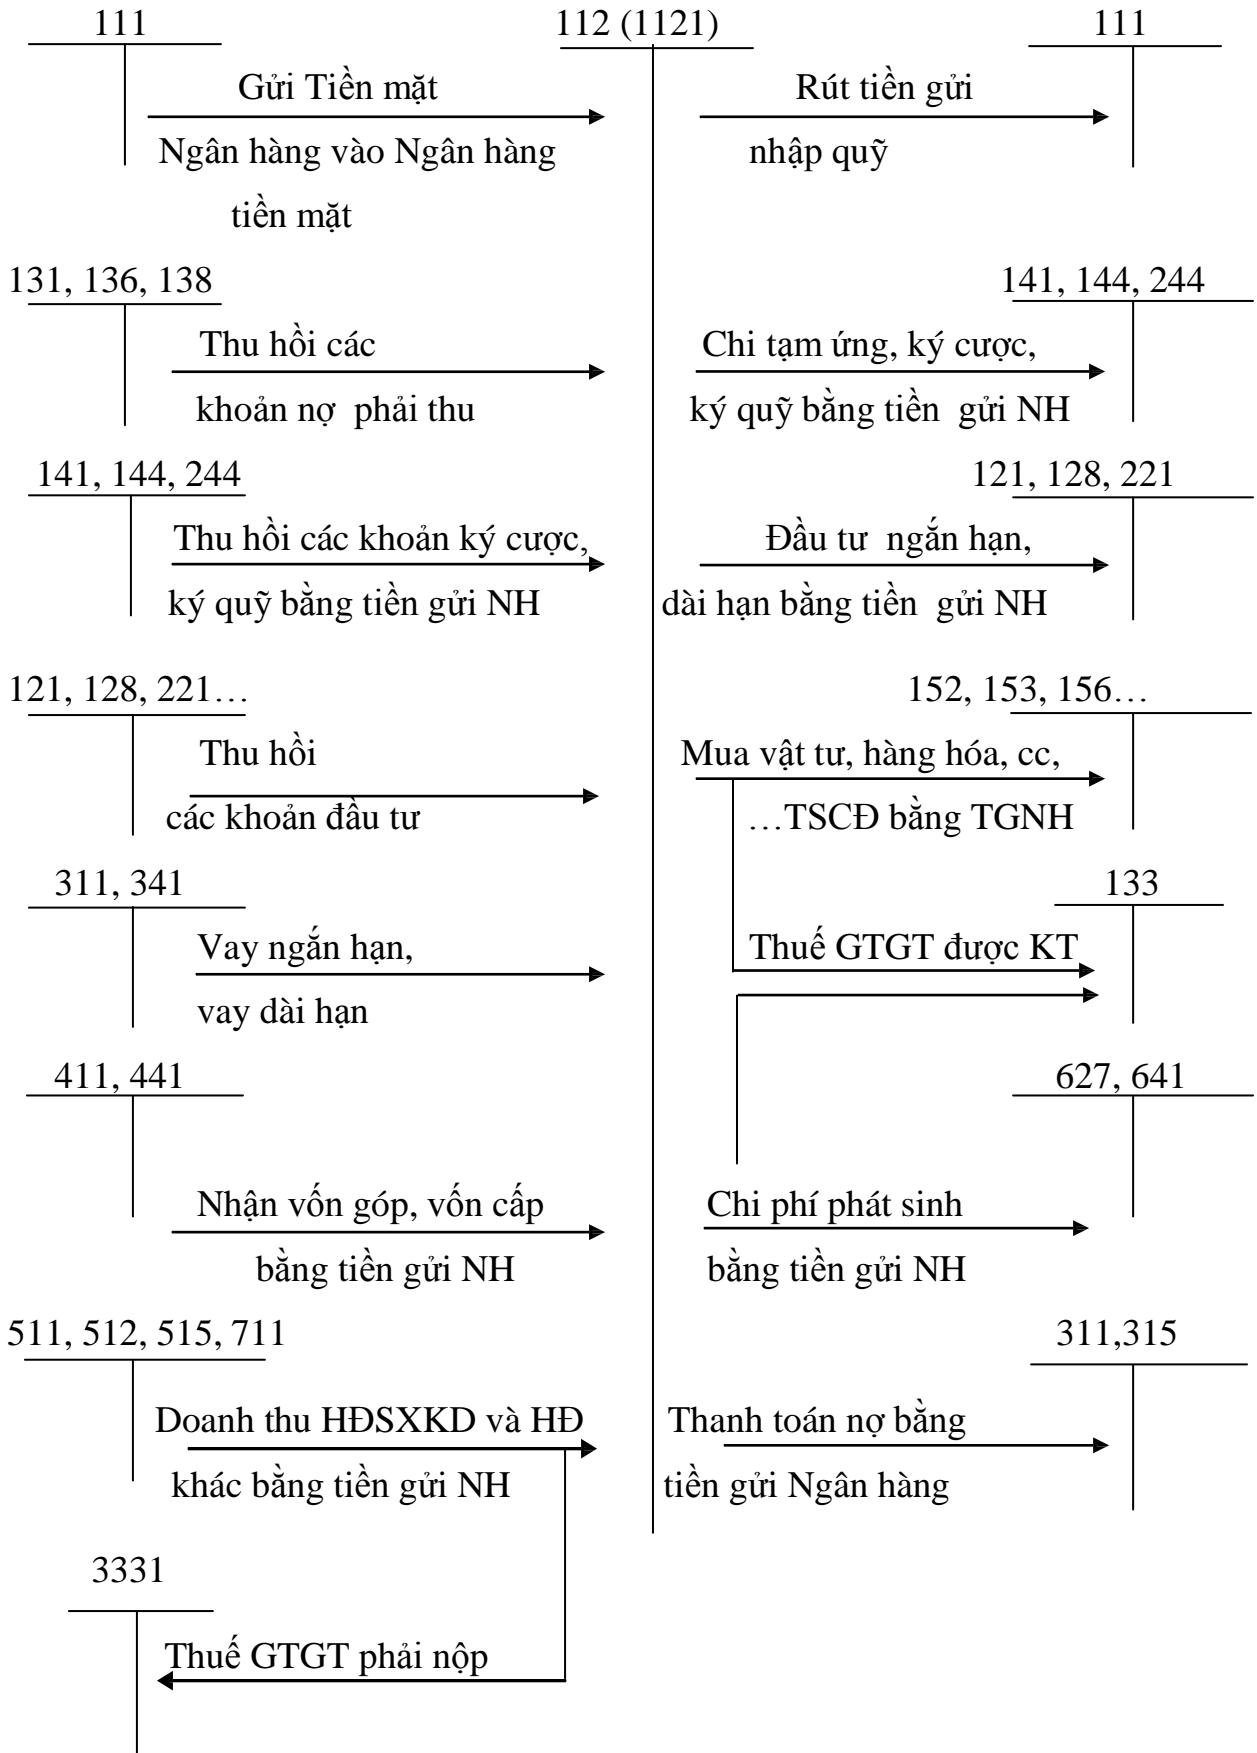 111
112 (1121)
111
Gửi Tiền mặt
Ngân hàng vào Ngân hàng
tiền mặt
Rút tiền gửi
nhập quỹ
131, 136, 138
141, 144, 244
Thu hồi các
khoản nợ phải thu
Chi tạm ứng, ký cược,
ký quỹ bằng tiền gửi NH
141, 144, 244
121, 128, 221
Thu hồi các khoản ký cược,
ký quỹ bằng tiền gửi NH
Đầu tư ngắn hạn,
dài hạn bằng tiền gửi NH
121, 128, 221…
152, 153, 156…
Thu hồi
các khoản đầu tư
Mua vật tư, hàng hóa, cc,
…TSCĐ bằng TGNH
311, 341
133
Vay ngắn hạn,
vay dài hạn
Thuế GTGT được KT
411, 441
627, 641
Nhận vốn góp, vốn cấp
bằng tiền gửi NH
Chi phí phát sinh
bằng tiền gửi NH
511, 512, 515, 711
311,315
Doanh thu HĐSXKD và HĐ
khác bằng tiền gửi NH
Thanh toán nợ bằng
tiền gửi Ngân hàng
3331
Thuế GTGT phải nộp